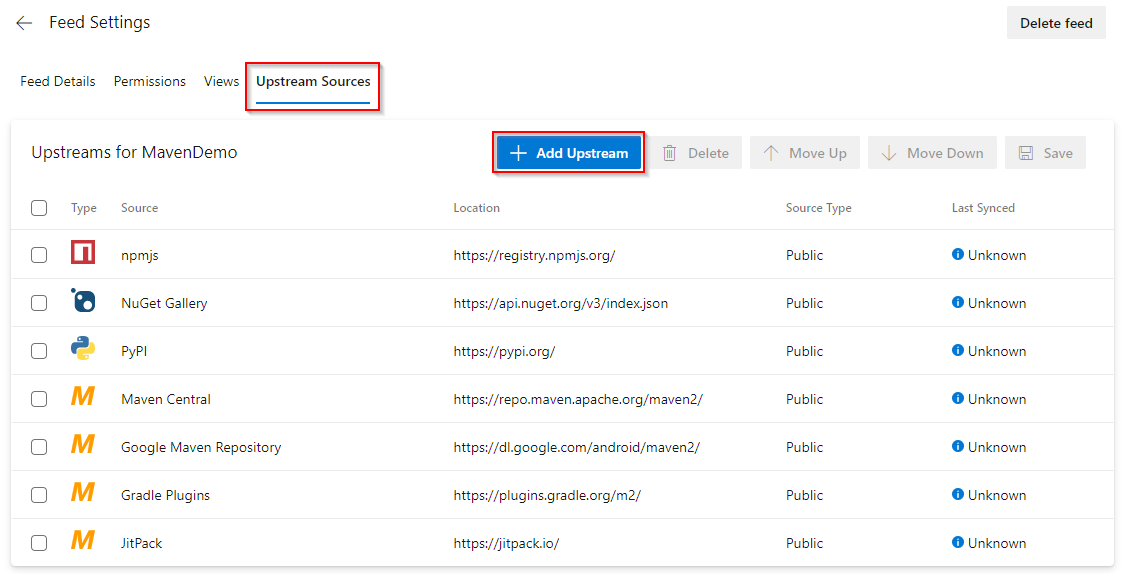 Feed Settings
Delete feed
Feed Details Permissions Views Upstream Sources
Upstreams for MavenDemo
Add Upstream Delete Move Up Move Down Save
Type Source Location Source Type Last Synced
npmjs https://registry.npmjs.org/ Public Unknown
NuGet Gallery https://api.nuget.org/v3/index.json Public Unknown
PyPI https://pypi.org/ Public Unknown
M Maven Central https://repo.maven.apache.org/maven2/ Public Unknown
M Google Maven Repository https://dl.google.com/android/maven2/ Public Unknown
M Gradle Plugins https://plugins.gradle.org/m2/ Public Unknown
M JitPack https://jitpack.io/ Public Unknown